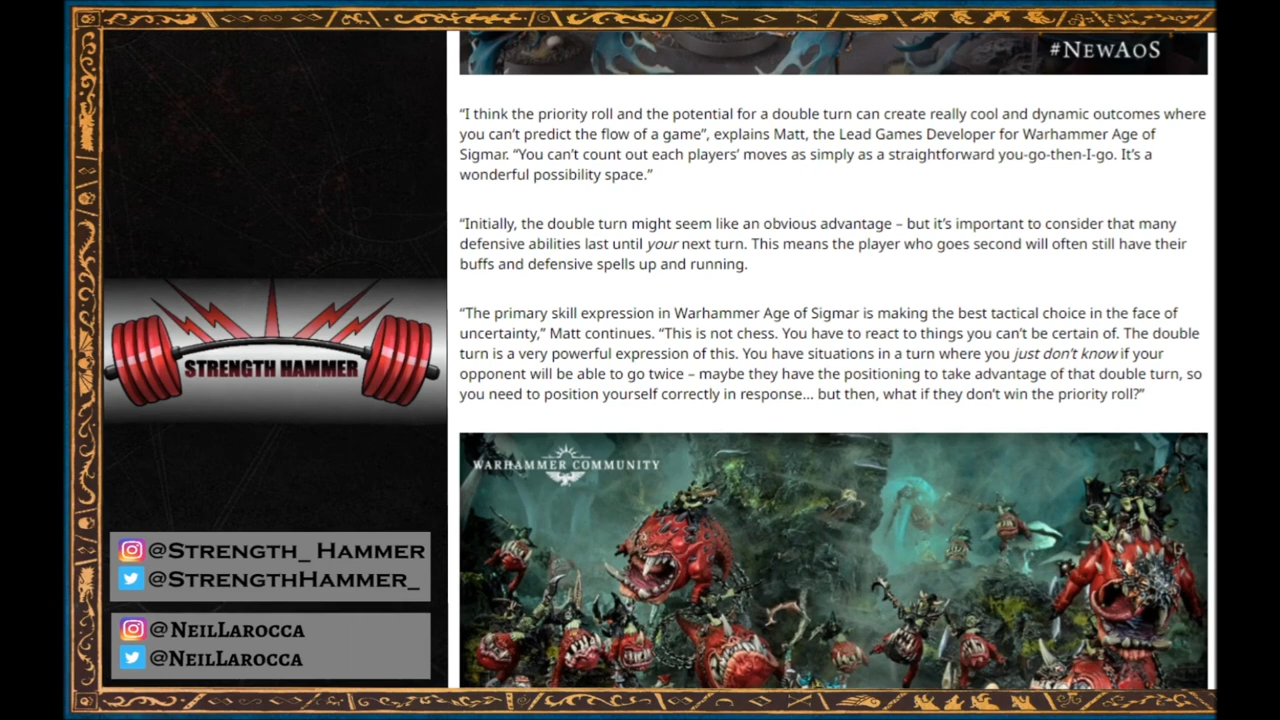 #NewAoS
“I think the priority roll and the potential for a double turn can create really cool and dynamic outcomes where
you can’t predict the flow of a game”, explains Matt, the Lead Games Developer for Warhammer Age of
Sigmar. “You can’t count out each players’ moves as simply as a straightforward you-go-then-I-go. It’s a
wonderful possibility space.”
“Initially, the double turn might seem like an obvious advantage – but it’s important to consider that many
defensive abilities last until your next turn. This means the player who goes second will often still have their
buffs and defensive spells up and running.
“The primary skill expression in Warhammer Age of Sigmar is making the best tactical choice in the face of
uncertainty,” Matt continues. “This is not chess. You have to react to things you can’t be certain of. The double
turn is a very powerful expression of this. You have situations in a turn where you just don’t know if your
opponent will be able to go twice – maybe they have the positioning to take advantage of that double turn, so
you need to position yourself correctly in response… but then, what if they don’t win the priority roll?”
WARHAMMER COMMUNITY
STRENGTH HAMMER
@Strength_Hammer
@StrengthHammer_
@NeilLarocca
@NeilLarocca